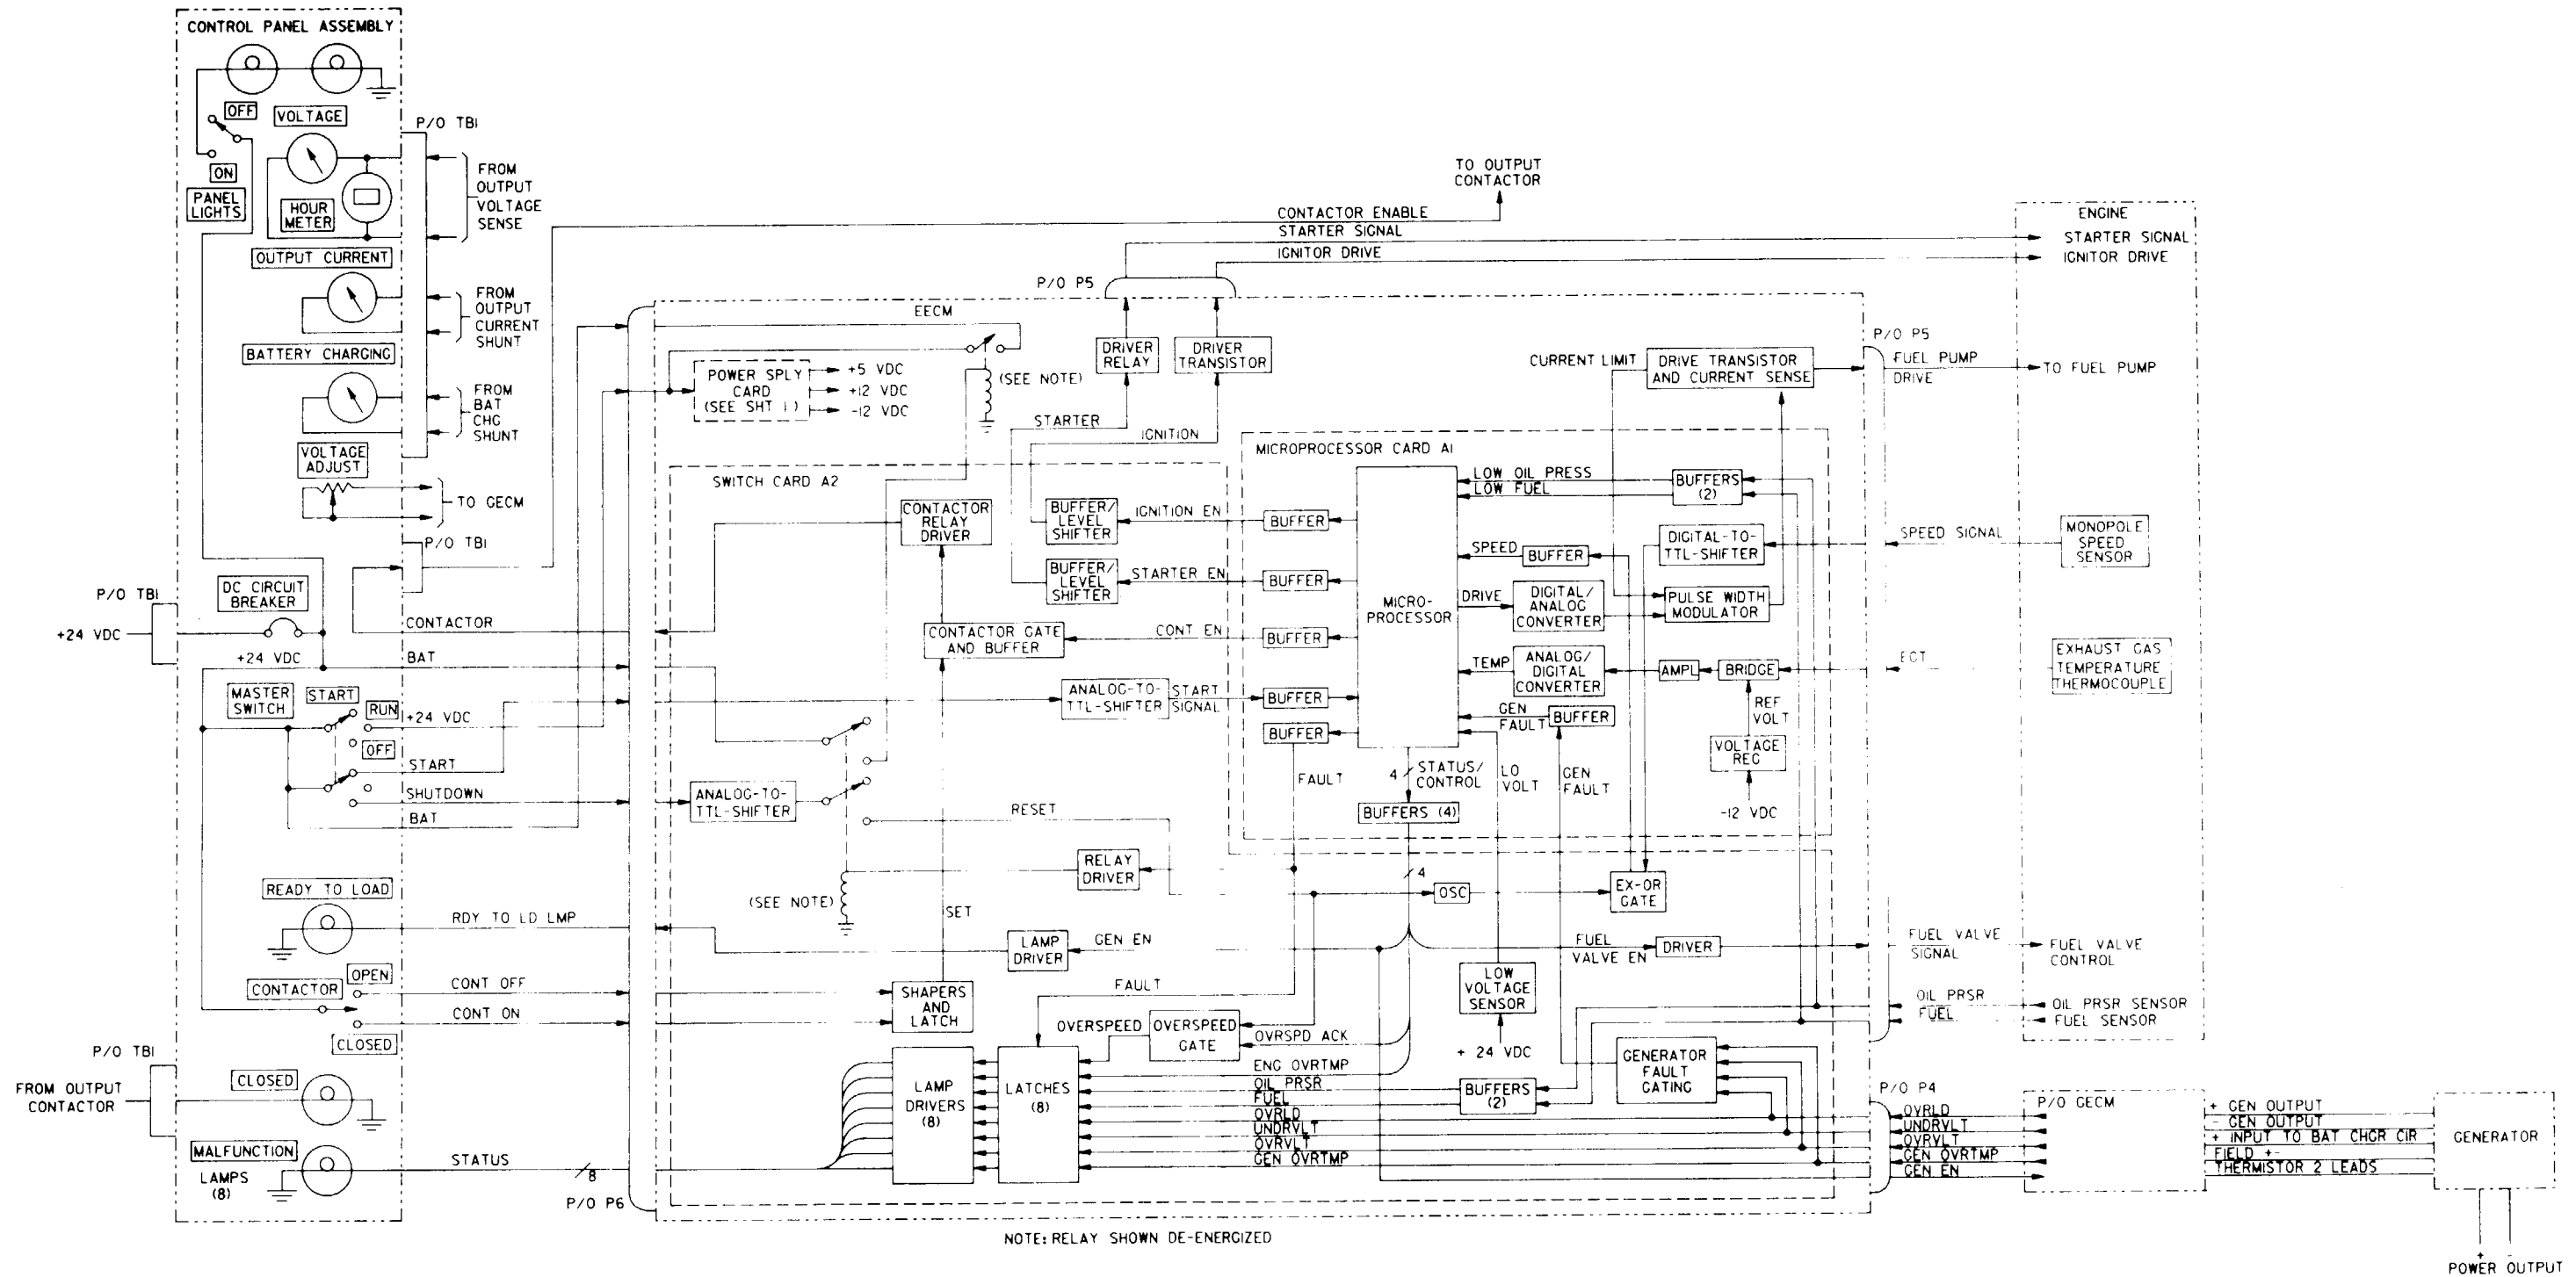 CONTROL PANEL ASSEMBLY
OFF
VOLTAGE
ON
PANEL
LIGHTS
HOUR
METER
P/O TB1
FROM
OUTPUT
VOLTAGE
SENSE
OUTPUT CURRENT
FROM
OUTPUT
CURRENT
SHUNT
BATTERY CHARGING
FROM
BAT
CHG
SHUNT
VOLTAGE
ADJUST
TO GECM
P/O TB1
P/O TB1
+24 VDC
DC CIRCUIT
BREAKER
CONTACTOR
+24 VDC
BAT
MASTER
SWITCH
START
RUN
+24 VDC
OFF
START
SHUTDOWN
BAT
READY TO LOAD
RDY TO LD LMP
OPEN
CONTACTOR
CONT OFF
CONT ON
CLOSED
P/O TB1
FROM OUTPUT
CONTACTOR
CLOSED
MALFUNCTION
LAMPS
(8)
STATUS
8
P/O P6
TO OUTPUT
CONTACTOR
CONTACTOR ENABLE
STARTER SIGNAL
IGNITOR DRIVE
P/O P5
EECM
POWER SPLY
CARD
(SEE SHT 1)
+5 VDC
+12 VDC
-12 VDC
(SEE NOTE)
DRIVER
RELAY
DRIVER
TRANSISTOR
STARTER
IGNITION
SWITCH CARD A2
CONTACTOR
RELAY
DRIVER
BUFFER/
LEVEL
SHIFTER
IGNITION EN
BUFFER/
LEVEL
SHIFTER
STARTER EN
CONTACTOR GATE
AND BUFFER
CONT EN
ANALOG-TO-
TTL-SHIFTER
START
SIGNAL
ANALOG-TO-
TTL-SHIFTER
RESET
RELAY
DRIVER
(SEE NOTE)
SET
LAMP
DRIVER
GEN EN
SHAPERS
AND
LATCH
FAULT
OVERSPEED
OVERSPEED
GATE
OVRSPD ACK
LAMP
DRIVERS
(8)
LATCHES
(8)
ENG OVRTMP
OIL PRSR
FUEL
OVRLD
UNDRVLT
OVRVLT
GEN OVRTMP
BUFFERS
(2)
MICROPROCESSOR CARD A1
BUFFER
BUFFER
BUFFER
BUFFER
BUFFER
MICRO-
PROCESSOR
LOW OIL PRESS
LOW FUEL
BUFFERS
(2)
SPEED
BUFFER
DIGITAL-TO-
TTL-SHIFTER
DRIVE
DIGITAL/
ANALOG
CONVERTER
PULSE WIDTH
MODULATOR
TEMP
ANALOG/
DIGITAL
CONVERTER
AMPL
BRIDGE
GEN
FAULT
BUFFER
REF
VOLT
VOLTAGE
REG
-12 VDC
FAULT
4
STATUS/
CONTROL
LO
VOLT
GEN
FAULT
BUFFERS (4)
4
OSC
EX-OR
GATE
FUEL
VALVE EN
DRIVER
LOW
VOLTAGE
SENSOR
+ 24 VDC
GENERATOR
FAULT
GATING
CURRENT LIMIT
DRIVE TRANSISTOR
AND CURRENT SENSE
P/O P5
FUEL PUMP
DRIVE
SPEED SIGNAL
EGT
FUEL VALVE
SIGNAL
OIL PRSR
FUEL
ENGINE
STARTER SIGNAL
IGNITOR DRIVE
TO FUEL PUMP
MONOPOLE
SPEED
SENSOR
EXHAUST GAS
TEMPERATURE
THERMOCOUPLE
FUEL VALVE
CONTROL
OIL PRSR SENSOR
FUEL SENSOR
P/O P4
OVRLD
UNDRVLT
OVRVLT
GEN OVRTMP
GEN EN
P/O GECM
+ GEN OUTPUT
- GEN OUTPUT
+ INPUT TO BAT CHGR CIR
FIELD +-
THERMISTOR 2 LEADS
GENERATOR
+ -
POWER OUTPUT
NOTE: RELAY SHOWN DE-ENERGIZED